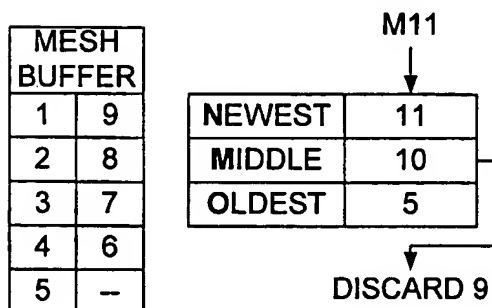 MESH
BUFFER
1 9
2 8
3 7
4 6
5 --
M11
NEWEST 11
MIDDLE 10
OLDEST 5
DISCARD 9